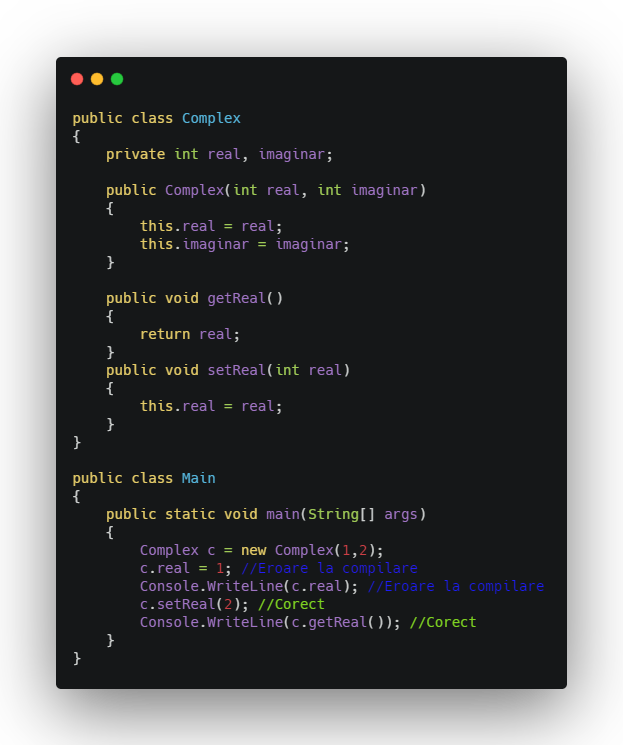 public class Complex
{
    private int real, imaginar;

    public Complex(int real, int imaginar)
    {
        this.real = real;
        this.imaginar = imaginar;
    }

    public void getReal()
    {
        return real;
    }
    public void setReal(int real)
    {
        this.real = real;
    }
}

public class Main
{
    public static void main(String[] args)
    {
        Complex c = new Complex(1,2);
        c.real = 1; //Eroare la compilare
        Console.WriteLine(c.real); //Eroare la compilare
        c.setReal(2); //Corect
        Console.WriteLine(c.getReal()); //Corect
    }
}